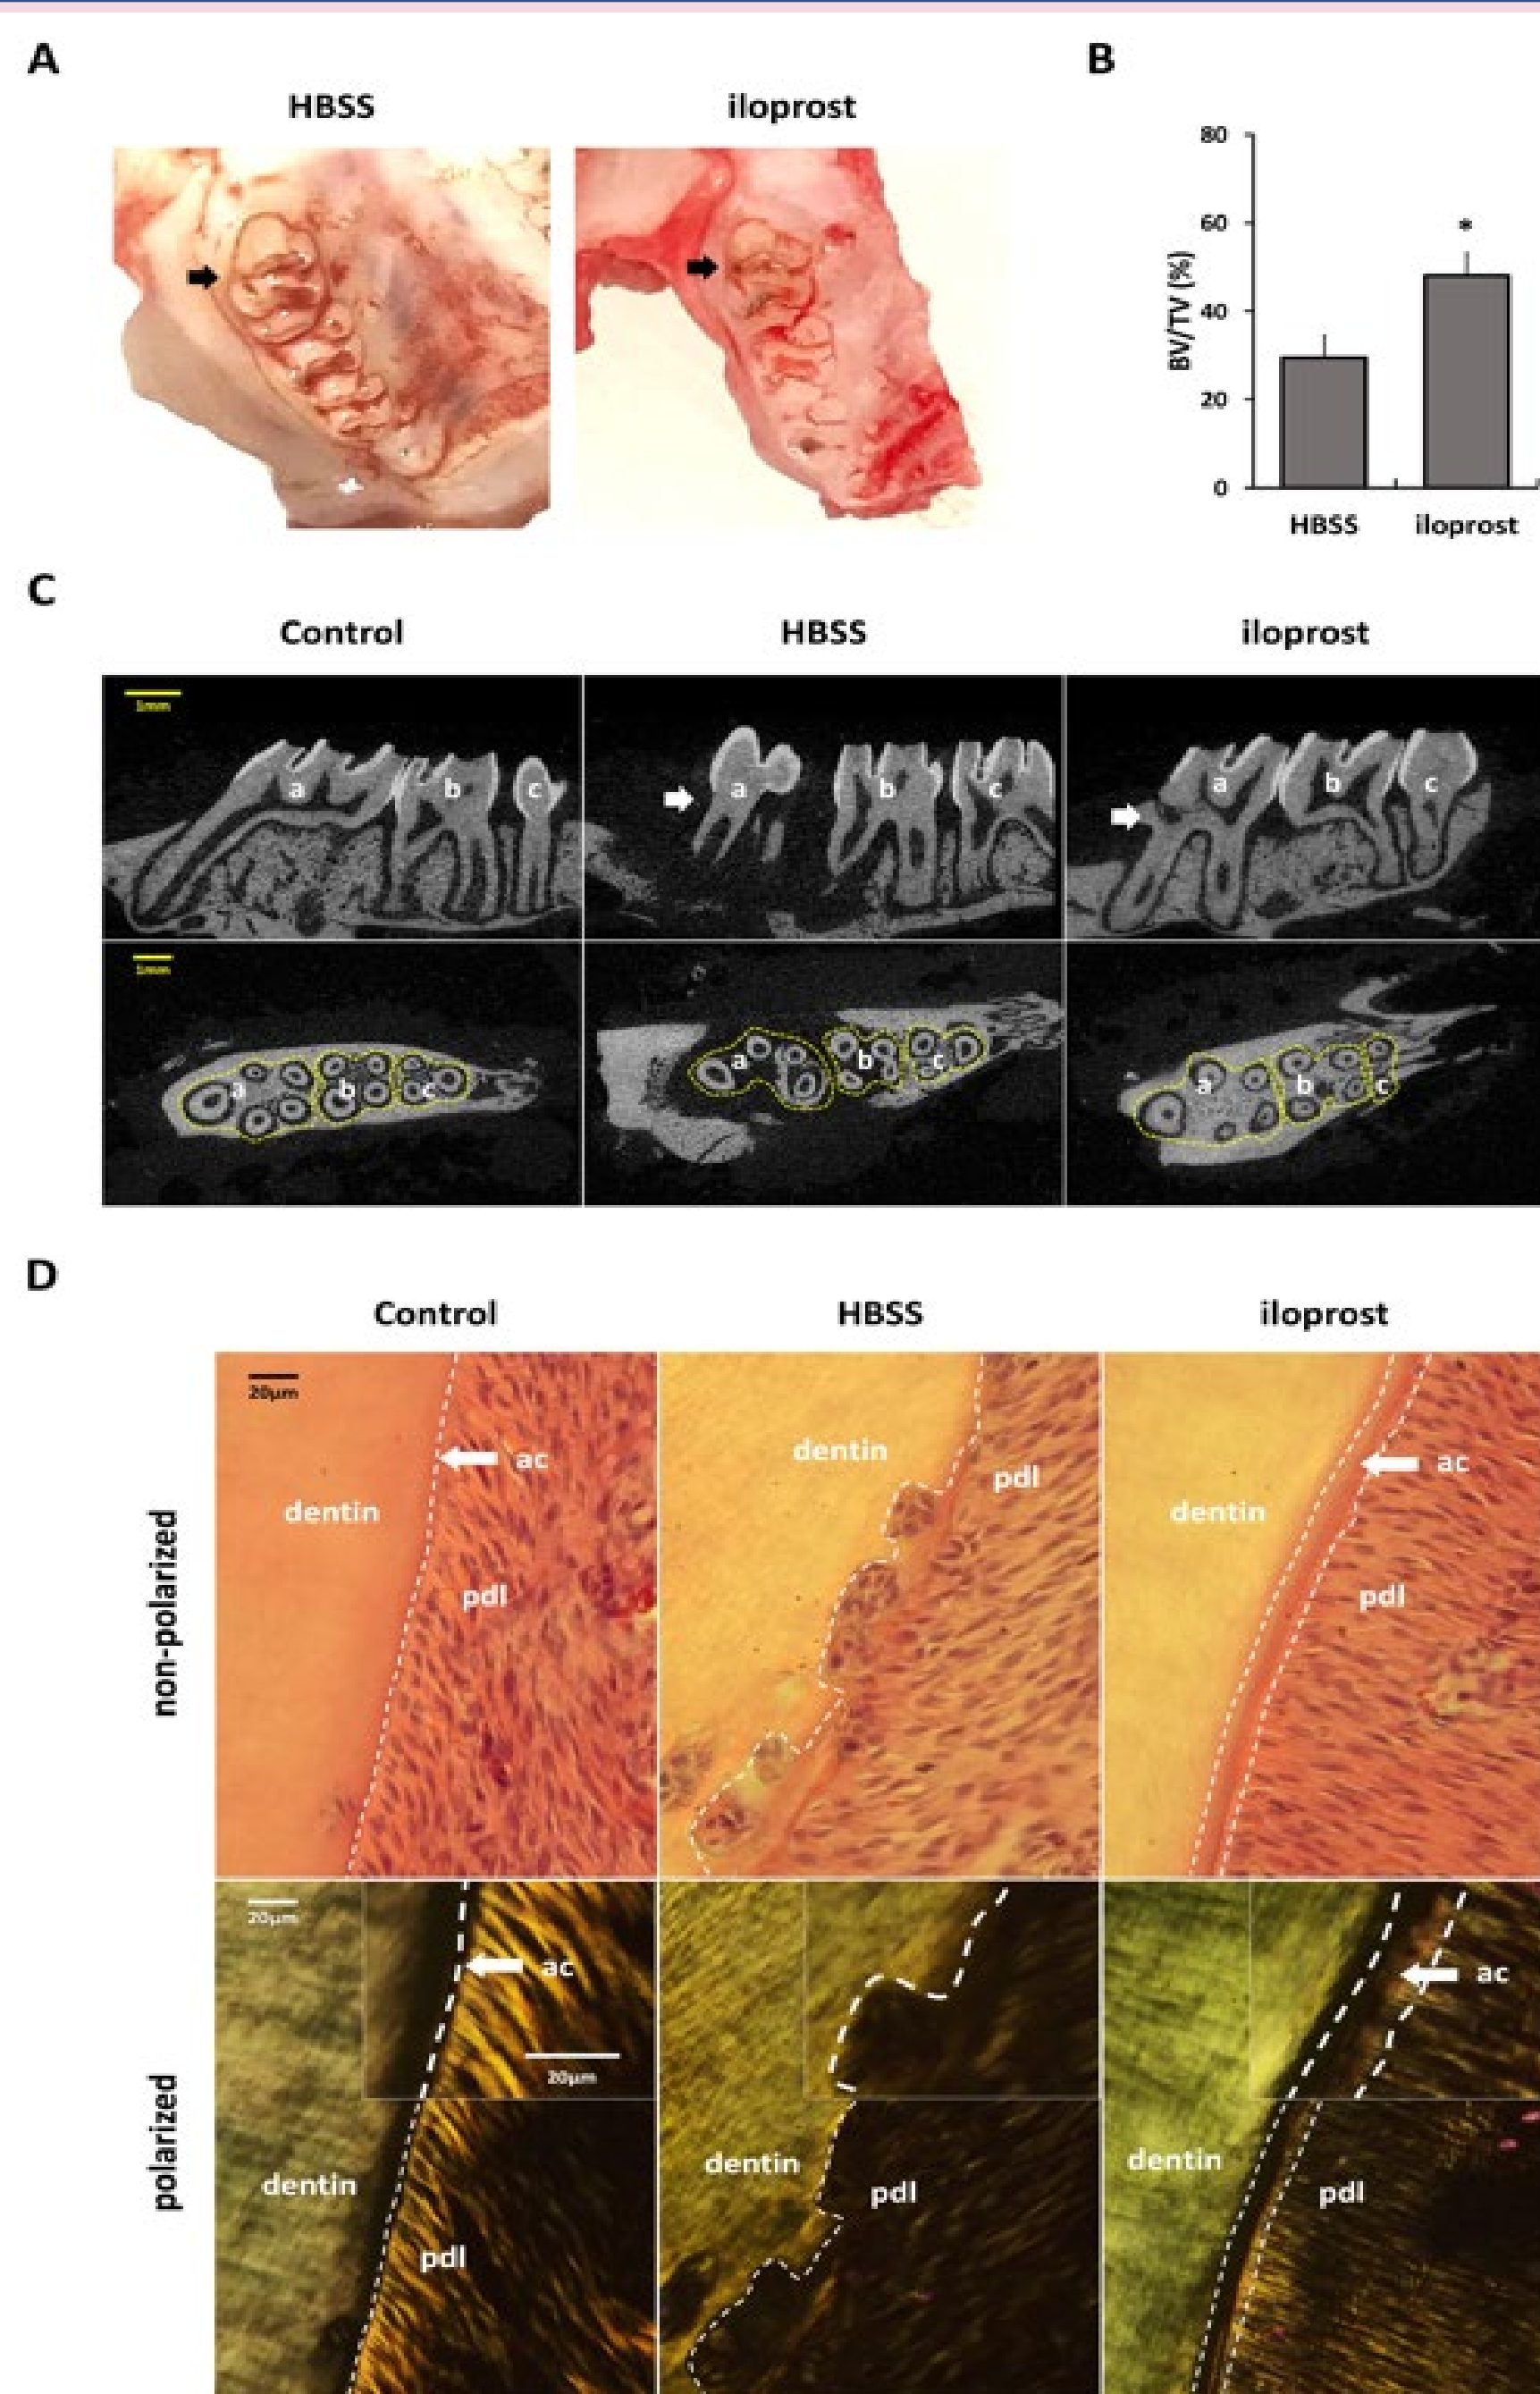 A
B
HBSS
iloprost
80
60
*
40
20
0
BV/TV (%)
HBSS
iloprost
C
Control
HBSS
iloprost
1mm
a
b
c
a
b
c
a
b
c
1mm
a
b
c
a
b
c
a
b
c
D
Control
HBSS
iloprost
non-polarized
20µm
ac
dentin
pdl
dentin
pdl
ac
dentin
pdl
polarized
20µm
ac
20µm
dentin
pdl
dentin
pdl
ac
dentin
pdl